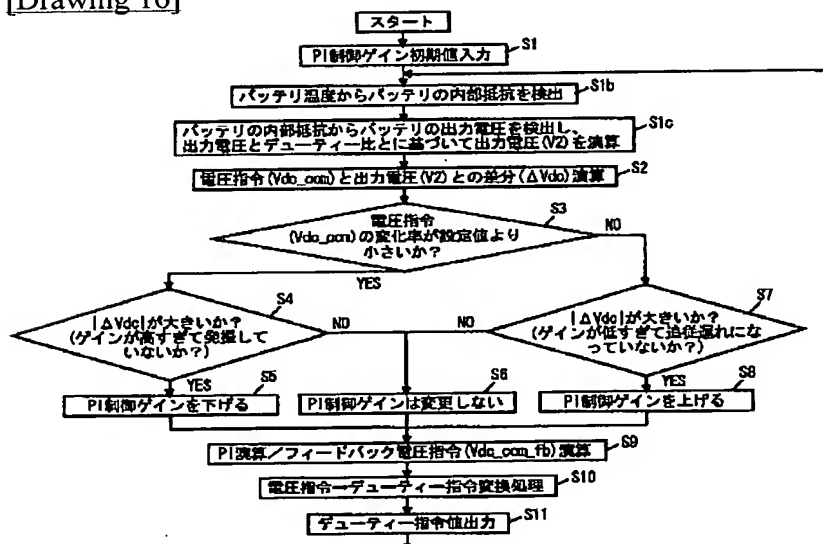 [Drawing 16]
スタート
PI制御ゲイン初期値入力
S1
バッテリ温度からバッテリの内部抵抗を検出
S1b
バッテリの内部抵抗からバッテリの出力電圧を検出し、
出力電圧とデューティー比とに基づいて出力電圧(V2)を演算
S1c
電圧指令(Vdc_com)と出力電圧(V2)との差分(ΔVdc)演算
S2
電圧指令
(Vdc_com)の変化率が設定値より
小さいか?
S3
NO
YES
|ΔVdc|が大きいか?
(ゲインが高すぎて発振して
いないか?)
S4
NO
YES
NO
|ΔVdc|が大きいか?
(ゲインが低すぎて追従遅れにな
っていないか?)
S7
YES
PI制御ゲインを下げる
S5
PI制御ゲインは変更しない
S6
PI制御ゲインを上げる
S8
PI演算/フィードバック電圧指令(Vdc_com_fb)演算
S9
電圧指令→デューティー指令変換処理
S10
デューティー指令値出力
S11